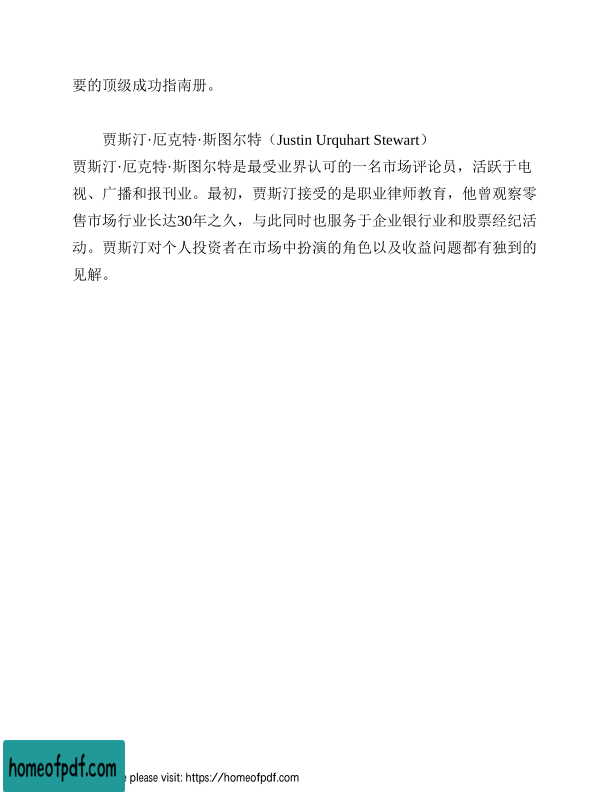 要的顶级成功指南册。
贾斯汀·厄克特·斯图尔特（Justin Urquhart Stewart）
贾斯汀·厄克特·斯图尔特是最受业界认可的一名市场评论员，活跃于电
视、广播和报刊业。最初，贾斯汀接受的是职业律师教育，他曾观察零
售市场行业长达30年之久，与此同时也服务于企业银行业和股票经纪活
动。贾斯汀对个人投资者在市场中扮演的角色以及收益问题都有独到的
见解。
homeofpdf.com
please visit: https://homeofpdf.com